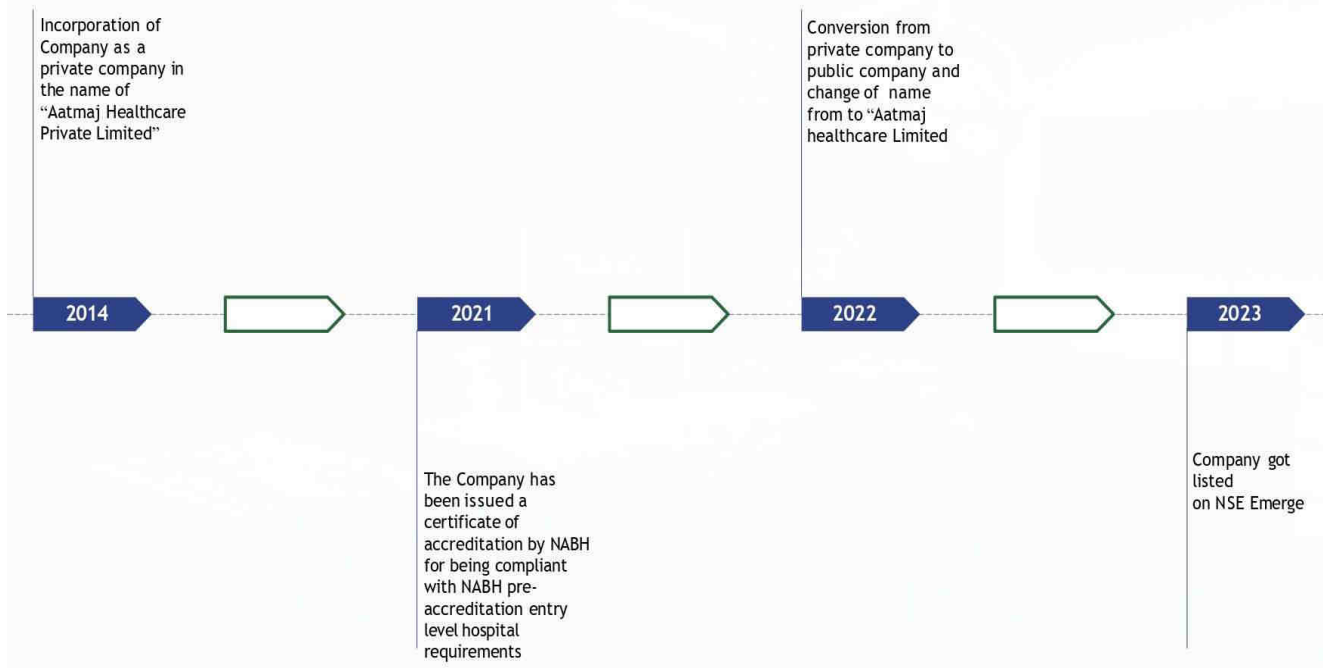 Incorporation of
Company as a
private company in
the name of
“Aatmaj Healthcare
Private Limited”
Conversion from
private company to
public company and
change of name
from to “Aatmaj
healthcare Limited
2014
2021
2022
2023
The Company has
been issued a
certificate of
accreditation by NABH
for being compliant
with NABH pre-
accreditation entry
level hospital
requirements
Company got
listed
on NSE Emerge